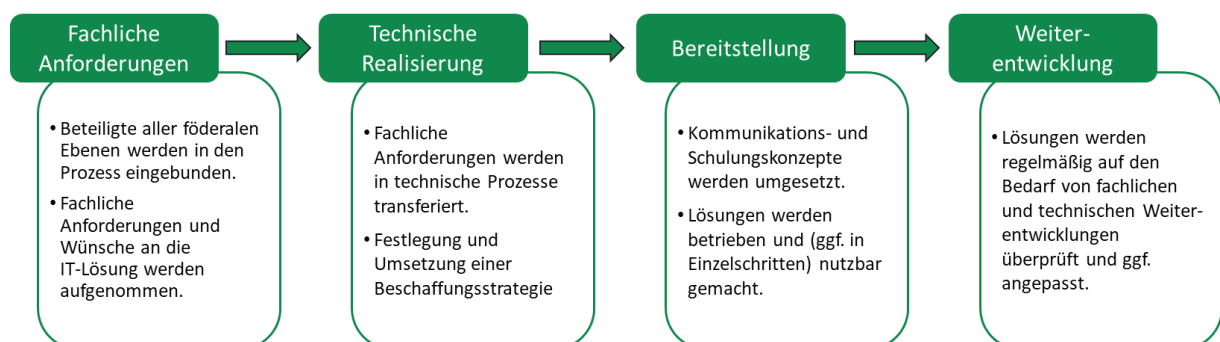 Fachliche
Anforderungen
• Beteiligte aller föderalen
Ebenen werden in den
Prozess eingebunden.
• Fachliche
Anforderungen und
Wünsche an die
IT-Lösung werden
aufgenommen.
Technische
Realisierung
• Fachliche
Anforderungen werden
in technische Prozesse
transferiert.
• Festlegung und
Umsetzung einer
Beschaffungsstrategie
Bereitstellung
• Kommunikations- und
Schulungskonzepte
werden umgesetzt.
• Lösungen werden
betrieben und (ggf. in
Einzelschritten) nutzbar
gemacht.
Weiter-
entwicklung
• Lösungen werden
regelmäßig auf den
Bedarf von fachlichen
und technischen Weiter-
entwicklungen
überprüft und ggf.
angepasst.